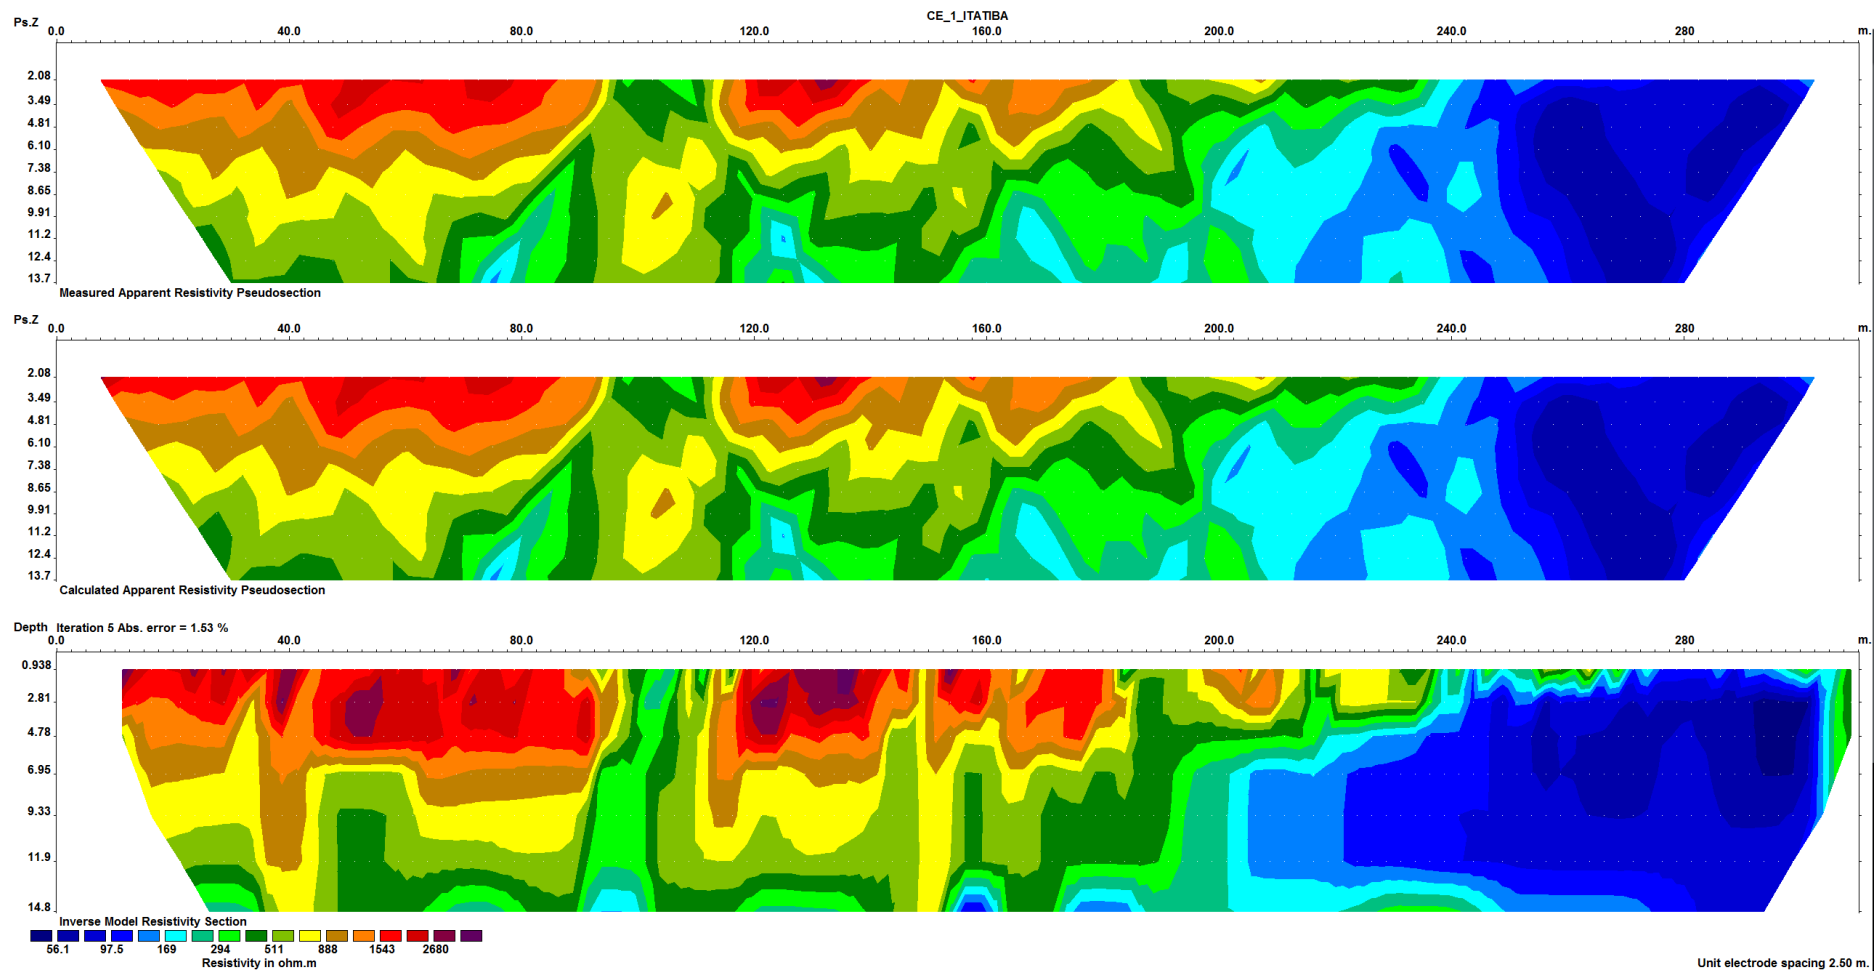 CE_1_ITATIBA
Ps.Z 0.0 40.0 80.0 120.0 160.0 200.0 240.0 280 m.
2.08
3.49
4.81
6.10
7.38
8.65
9.91
11.2
12.4
13.7
Measured Apparent Resistivity Pseudosection
Ps.Z 0.0 40.0 80.0 120.0 160.0 200.0 240.0 280 m.
2.08
3.49
4.81
6.10
7.38
8.65
9.91
11.2
12.4
13.7
Calculated Apparent Resistivity Pseudosection
Depth Iteration 5 Abs. error = 1.53 %
0.0 40.0 80.0 120.0 160.0 200.0 240.0 280 m.
0.938
2.81
4.78
6.95
9.33
11.9
14.8
Inverse Model Resistivity Section
56.1 97.5 169 294 511 888 1543 2680
Resistivity in ohm.m
Unit electrode spacing 2.50 m.